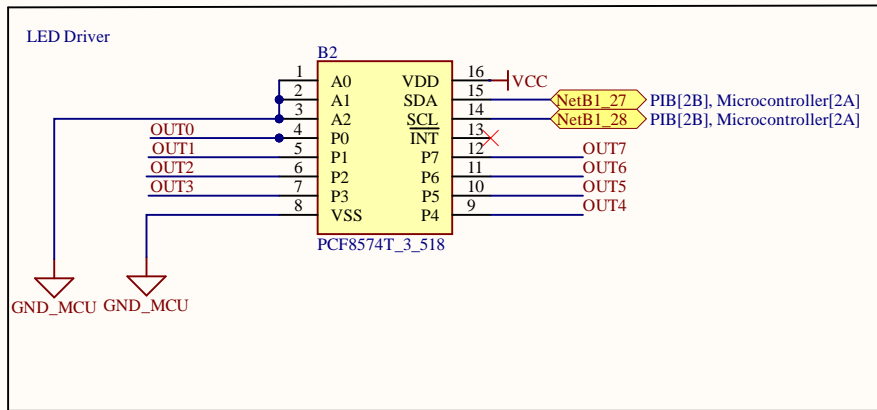 LED Driver
B2
1 A0 VDD 16 VCC
2 A1 SDA 15 NetB1_27 PIB[2B], Microcontroller[2A]
3 A2 SCL 14 NetB1_28 PIB[2B], Microcontroller[2A]
OUT0 4 P0 INT 13
OUT1 5 P1 P7 12 OUT7
OUT2 6 P2 P6 11 OUT6
OUT3 7 P3 P5 10 OUT5
8 VSS P4 9 OUT4
PCF8574T_3_518
GND_MCU GND_MCU